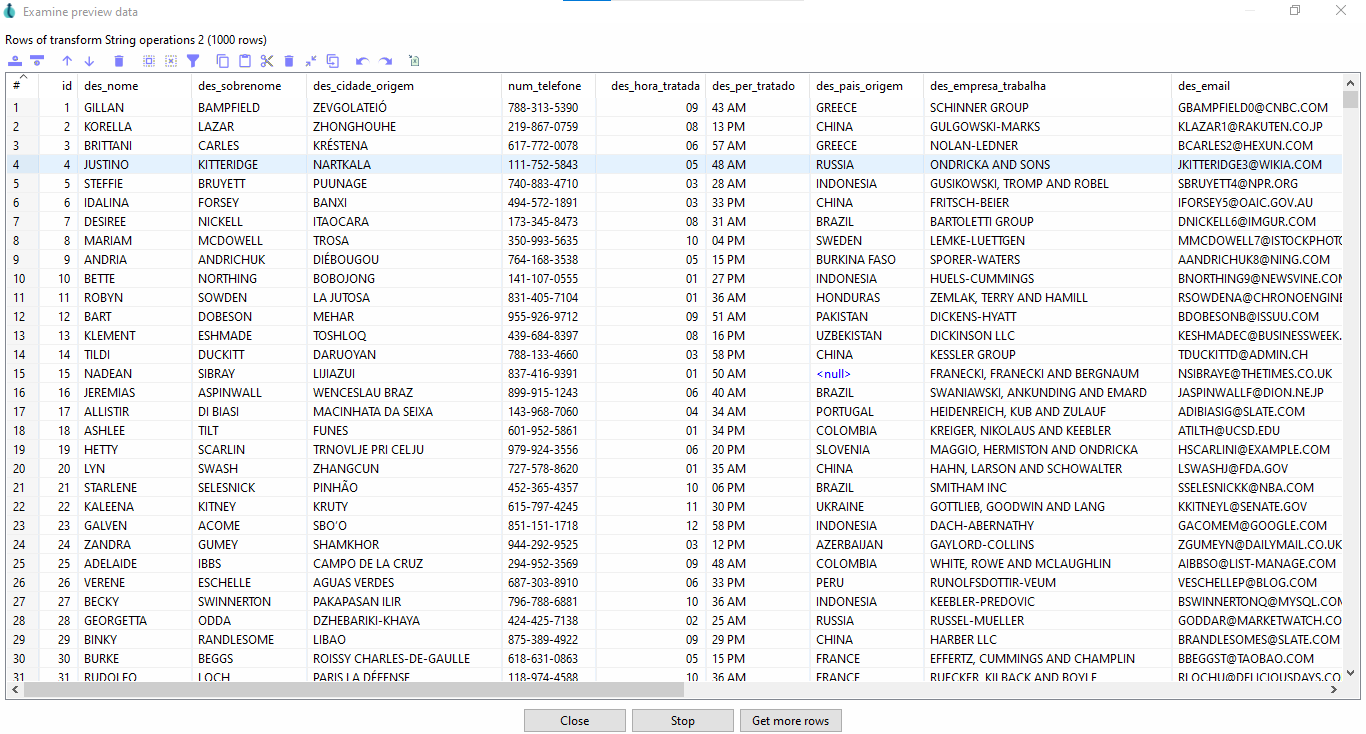 Examine preview data
Rows of transform String operations 2 (1000 rows)
# id des_nome des_sobrenome des_cidade_origem num_telefone des_hora_tratada des_per_tratado des_pais_origem des_empresa_trabalha des_email
1 1 GILLAN BAMPFIELD ZEVGOLATEIÓ 788-313-5390 09 43 AM GREECE SCHINNER GROUP GBAMPFIELD0@CNBC.COM
2 2 KORELLA LAZAR ZHONGHOUHE 219-867-0759 08 13 PM CHINA GULGOWSKI-MARKS KLAZAR1@RAKUTEN.CO.JP
3 3 BRITTANI CARLES KRÉSTENA 617-772-0078 06 57 AM GREECE NOLAN-LEDNER BCARLES2@HEXUN.COM
4 4 JUSTINO KITTERIDGE NARTKALA 111-752-5843 05 48 AM RUSSIA ONDRICKA AND SONS JKITTERIDGE3@WIKIA.COM
5 5 STEFFIE BRUYETT PUUNAGE 740-883-4710 03 28 AM INDONESIA GUSIKOWSKI, TROMP AND ROBEL SBRUYETT4@NPR.ORG
6 6 IDALINA FORSEY BANXI 494-572-1891 03 33 PM CHINA FRITSCH-BEIER IFORSEY5@OAIC.GOV.AU
7 7 DESIREE NICKELL ITAOCARA 173-345-8473 08 31 AM BRAZIL BARTOLETTI GROUP DNICKELL6@IMGUR.COM
8 8 MARIAM MCDOWELL TROSA 350-993-5635 10 04 PM SWEDEN LEMKE-LUETTGEN MMCDOWELL7@ISTOCKPHOTO
9 9 ANDRIA ANDRICHUK DIÉBOUGOU 764-168-3538 05 15 PM BURKINA FASO SPORER-WATERS AANDRICHUK8@NING.COM
10 10 BETTE NORTHING BOBOJONG 141-107-0555 01 27 PM INDONESIA HUELS-CUMMINGS BNORTHING9@NEWSVINE.COM
11 11 ROBYN SOWDEN LA JUTOSA 831-405-7104 01 36 AM HONDURAS ZEMLAK, TERRY AND HAMILL RSOWDENA@CHRONOENGINE
12 12 BART DOBESON MEHAR 955-926-9712 09 51 AM PAKISTAN DICKENS-HYATT BDOBESONB@ISSUU.COM
13 13 KLEMENT ESHMADE TOSHLOQ 439-684-8397 08 16 PM UZBEKISTAN DICKINSON LLC KESHMADEC@BUSINESSWEEK.
14 14 TILDI DUCKITT DARUOYAN 788-133-4660 03 58 PM CHINA KESSLER GROUP TDUCKITTD@ADMIN.CH
15 15 NADEAN SIBRAY LIJIAZUI 837-416-9391 01 50 AM <null> FRANECKI, FRANECKI AND BERGNAUM NSIBRAYE@THETIMES.CO.UK
16 16 JEREMIAS ASPINWALL WENCESLAU BRAZ 899-915-1243 06 40 AM BRAZIL SWANIAWSKI, ANKUNDING AND EMARD JASPINWALLF@DION.NE.JP
17 17 ALLISTIR DI BIASI MACINHATA DA SEIXA 143-968-7060 04 34 AM PORTUGAL HEIDENREICH, KUB AND ZULAUF ADIBIASIG@SLATE.COM
18 18 ASHLEE TILT FUNES 601-952-5861 01 34 PM COLOMBIA KREIGER, NIKOLAUS AND KEEBLER ATILTH@UCSD.EDU
19 19 HETTY SCARLIN TRNOVLJE PRI CELJU 979-924-3556 06 20 PM SLOVENIA MAGGIO, HERMISTON AND ONDRICKA HSCARLINI@EXAMPLE.COM
20 20 LYN SWASH ZHANGCUN 727-578-8620 01 35 AM CHINA HAHN, LARSON AND SCHOWALTER LSWASHJ@FDA.GOV
21 21 STARLENE SELESNICK PINHÃO 452-365-4357 10 06 PM BRAZIL SMITHAM INC SSELESNICKK@NBA.COM
22 22 KALEENA KITNEY KRUTY 615-797-4245 11 30 PM UKRAINE GOTTLIEB, GOODWIN AND LANG KKITNEYL@SENATE.GOV
23 23 GALVEN ACOME SBO'O 851-151-1718 12 58 PM INDONESIA DACH-ABERNATHY GACOMEM@GOOGLE.COM
24 24 ZANDRA GUMEY SHAMKHOR 944-292-9525 03 12 PM AZERBAIJAN GAYLORD-COLLINS ZGUMEYN@DAILYMAIL.CO.UK
25 25 ADELAIDE IBBS CAMPO DE LA CRUZ 294-952-3569 09 48 AM COLOMBIA WHITE, ROWE AND MCLAUGHLIN AIBBSO@LIST-MANAGE.COM
26 26 VERENE ESCHELLE AGUAS VERDES 687-303-8910 06 33 PM PERU RUNOLFSDOTTIR-VEUM VESCHELLEP@BLOG.COM
27 27 BECKY SWINNERTON PAKAPASAN ILIR 796-788-6881 10 36 AM INDONESIA KEEBLER-PREDOVIC BSWINNERTONQ@MYSQL.COM
28 28 GEORGETTA ODDA DZHEBARIKI-KHAYA 424-425-7138 02 25 AM RUSSIA RUSSEL-MUELLER GODDAR@MARKETWATCH.CO
29 29 BINKY RANDLESOME LIBAO 875-389-4922 09 29 PM CHINA HARBER LLC BRANDLESOMES@SLATE.COM
30 30 BURKE BEGGS ROISSY CHARLES-DE-GAULLE 618-631-0863 05 15 PM FRANCE EFFERTZ, CUMMINGS AND CHAMPLIN BBEGGST@TAOBAO.COM
31 31 RUDOLFO LOCH PARIS LA DÉFENSE 118-974-4588 10 36 AM FRANCE RUECKER, KILBACK AND BOYLE RLOCHU@DELICIOUSDAYS.CO
Close Stop Get more rows